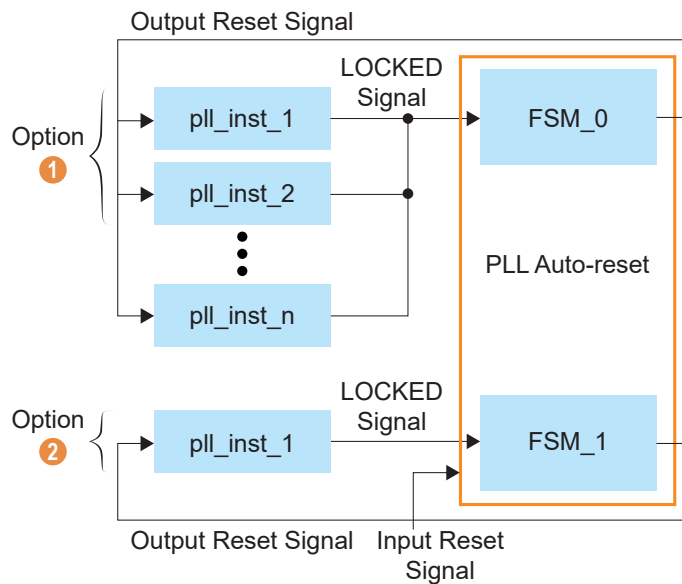 Output Reset Signal
LOCKED
Signal
Option
1
pll_inst_1
FSM_0
pll_inst_2
PLL Auto-reset
pll_inst_n
LOCKED
Signal
Option
2
pll_inst_1
FSM_1
Output Reset Signal
Input Reset
Signal